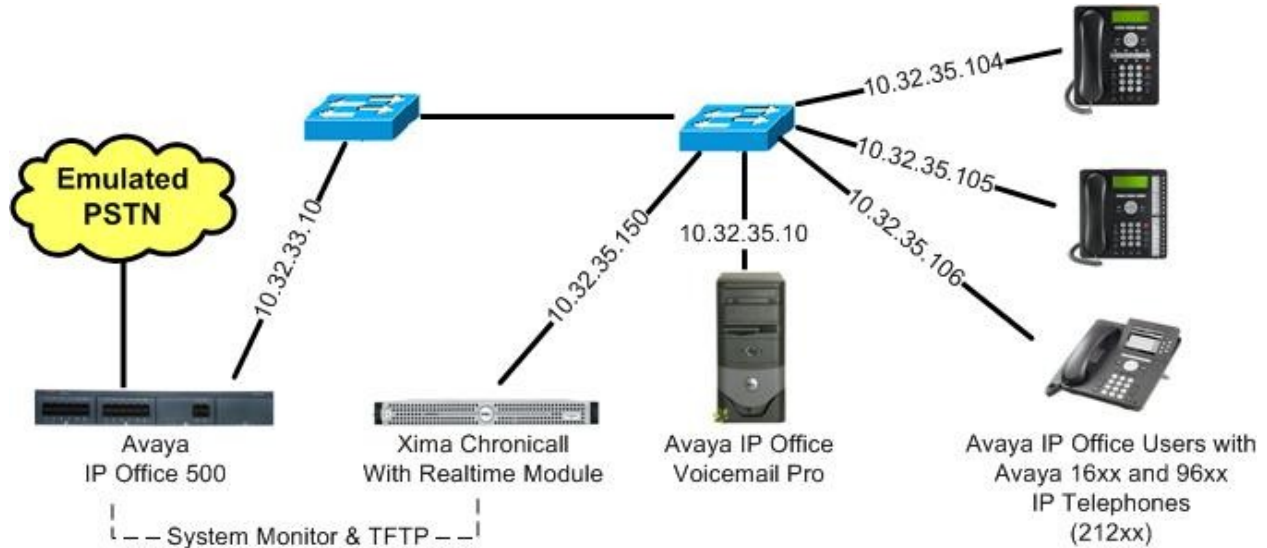 Emulated
PSTN
10.32.33.10
10.32.35.150
10.32.35.10
10.32.35.104
10.32.35.105
10.32.35.106
Avaya
IP Office 500
Xima Chronicall
With Realtime Module
Avaya IP Office
Voicemail Pro
Avaya IP Office Users with
Avaya 16xx and 96xx
IP Telephones
(212xx)
System Monitor & TFTP